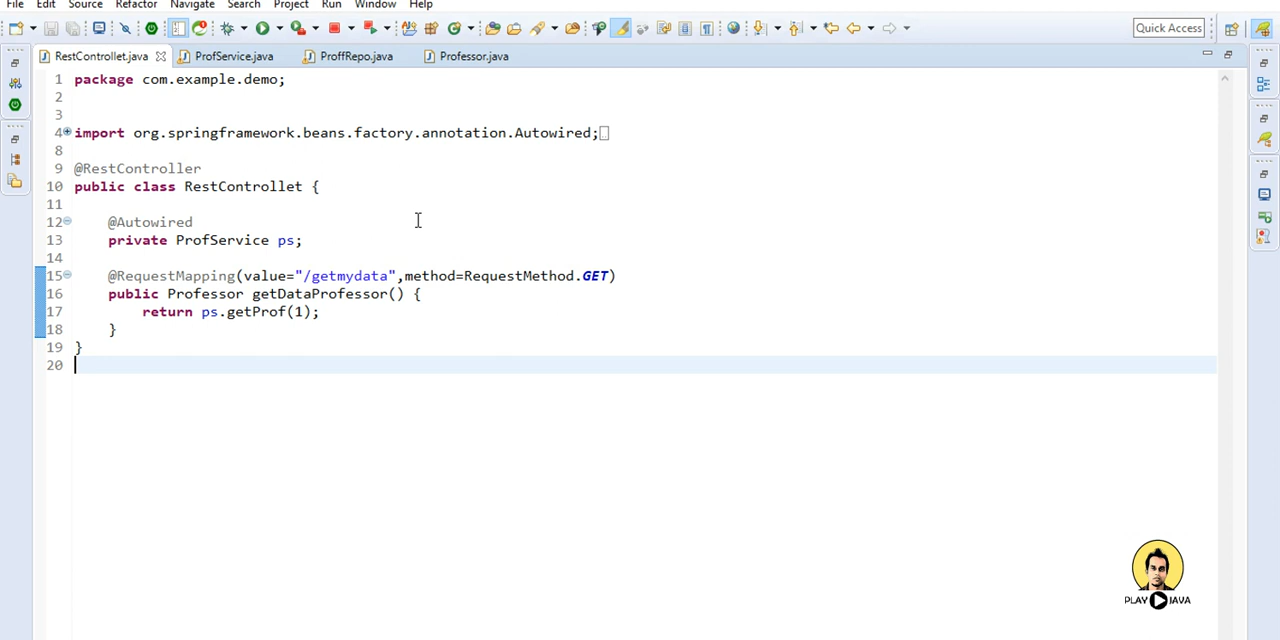 File Edit Source Refactor Navigate Search Project Run Window Help
Quick Access
RestControllet.java ProfService.java ProffRepo.java Professor.java
1 package com.example.demo;
2
3
4 import org.springframework.beans.factory.annotation.Autowired;
8
9 @RestController
10 public class RestControllet {
11
12 @Autowired
13 private ProfService ps;
14
15 @RequestMapping(value="/getmydata",method=RequestMethod.GET)
16 public Professor getDataProfessor() {
17 return ps.getProf(1);
18 }
19 }
20
PLAY JAVA